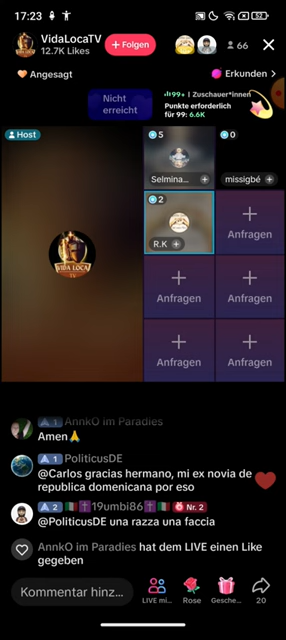 17:23
52
VidaLocaTV
12.7K Likes
+ Folgen
66
Angesagt
Erkunden >
Nicht
erreicht
99+ | Zuschauer*innen
Punkte erforderlich
für 99: 6.6K
Host
5
0
Selmina...
missigbé
2
R.K
Anfragen
VIDA LOCA
TV
Anfragen
Anfragen
Anfragen
Anfragen
Anfragen
1 AnnkO im Paradies
Amen🙏
1 PoliticusDE
@Carlos gracias hermano, mi ex novia de
republica domenicana por eso
2 🇮🇹✝️19umbi86✝️🇮🇹 Nr. 2
@PoliticusDE una razza una faccia
AnnkO im Paradies hat dem LIVE einen Like
gegeben
Kommentar hinz...
LIVE mi...
Rose
Gesche...
20